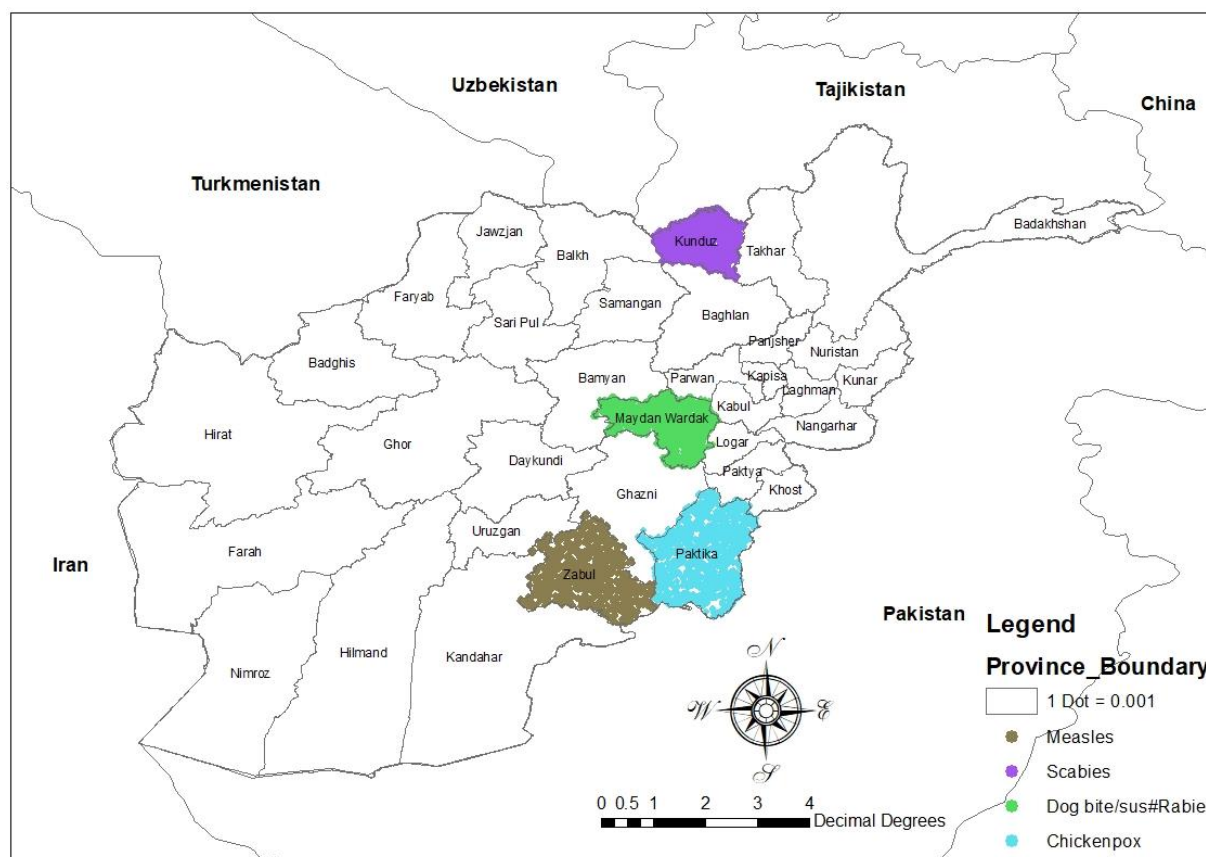 Uzbekistan
Tajikistan
China
Turkmenistan
Badakhshan
Jawzjan
Kunduz
Takhar
Balkh
Faryab
Samangan
Baghlan
Sari Pul
Panjsher
Nuristan
Badghis
Bamyan
Parwan
Kapisa
Laghman
Kunar
Kabul
Maydan Wardak
Nangarhar
Hirat
Ghor
Logar
Daykundi
Paktya
Ghazni
Khost
Uruzgan
Farah
Paktika
Iran
Zabul
Pakistan
Hilmand
Kandahar
Nimroz
N
W
E
S
0 0.5 1 2 3 4
Decimal Degrees
Legend
Province_Boundary
1 Dot = 0.001
Measles
Scabies
Dog bite/sus#Rabie
Chickenpox